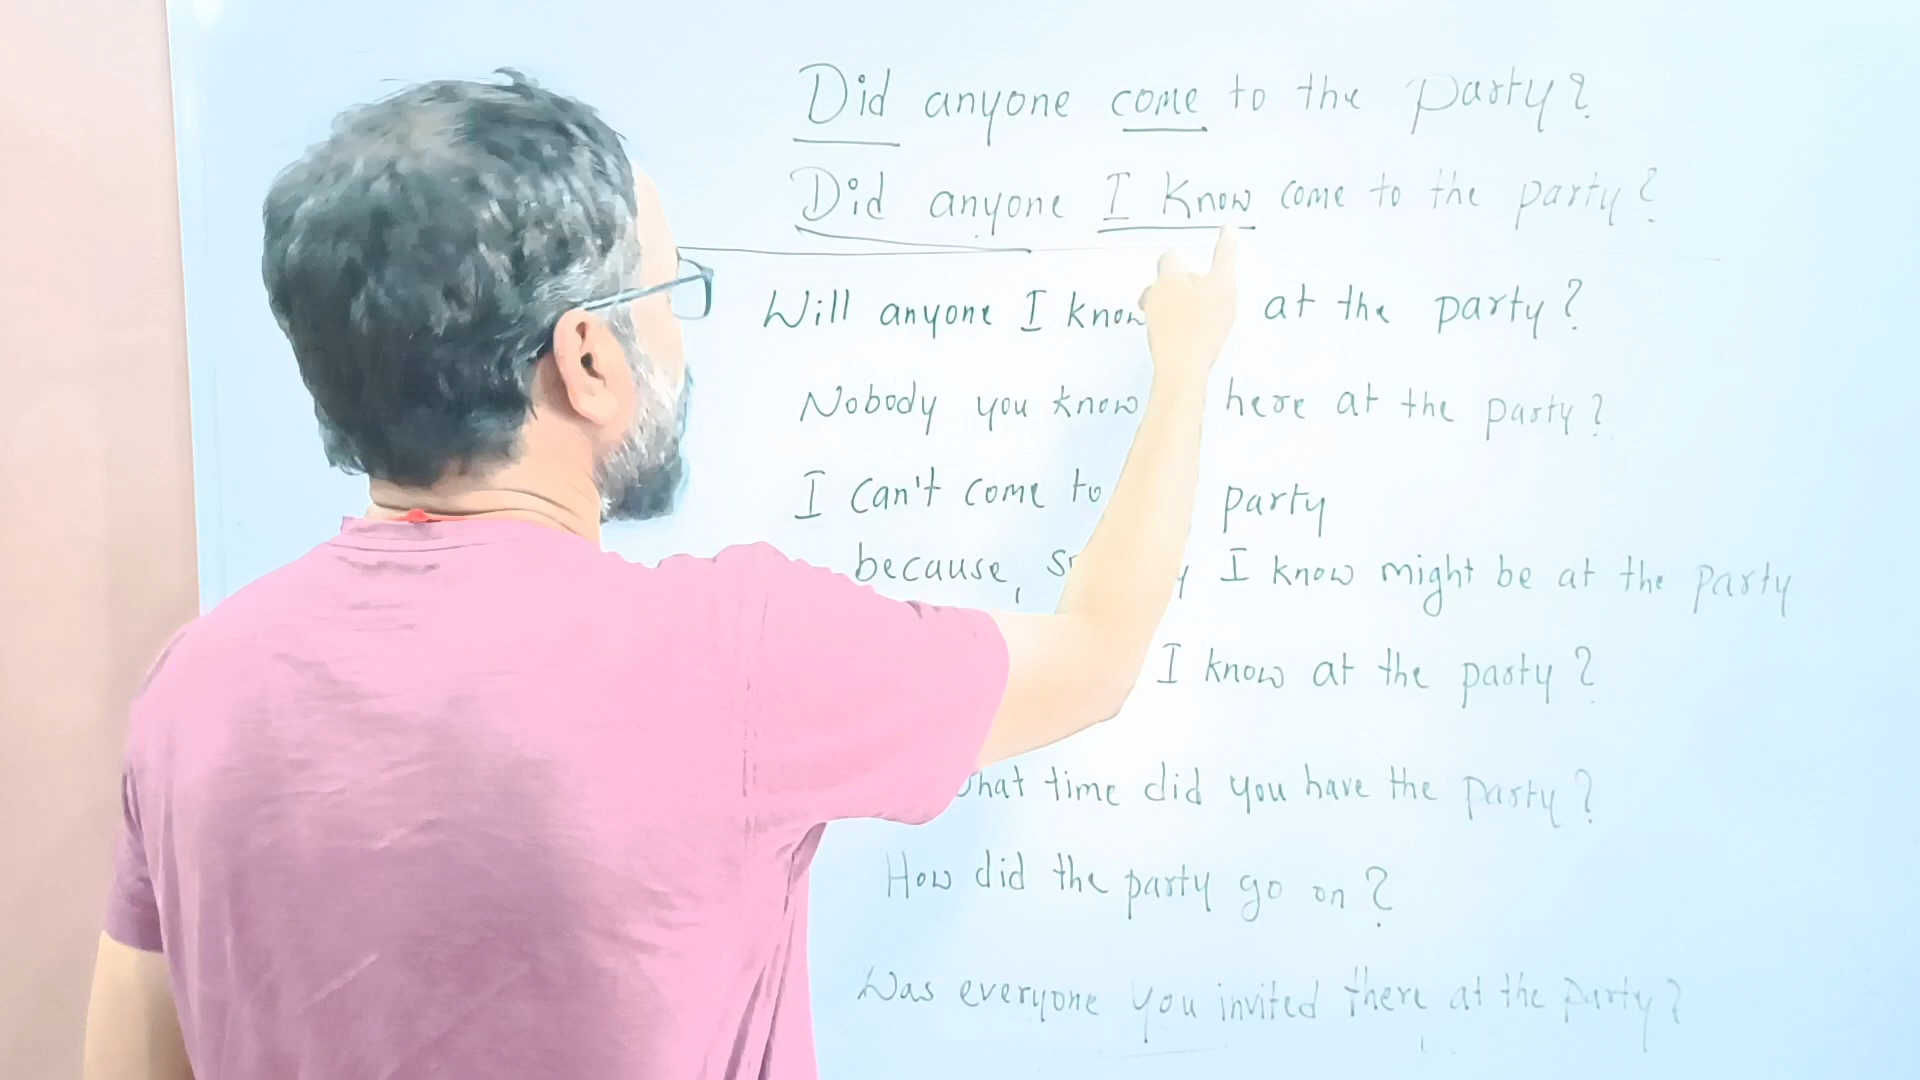 Did anyone come to the party?
Did anyone I know come to the party?
Will anyone I know at the party?
Nobody you know here at the party?
I can't come to party
because, I know might be at the party
I know at the party?
time did you have the party?
How did the party go on?
Was everyone you invited there at the party?